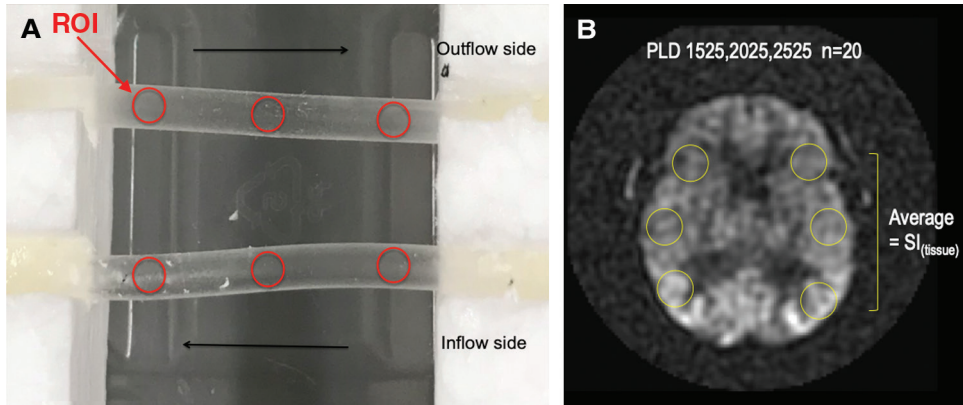 A
ROI
Outflow side
Inflow side
B
PLD 1525,2025,2525 n=20
Average
= SI(tissue)